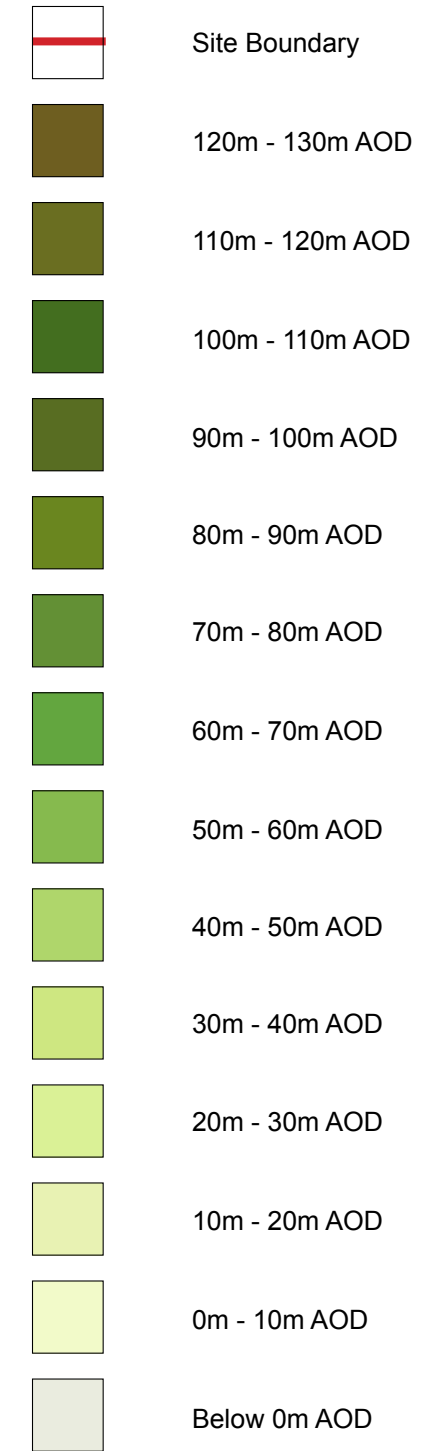 Site Boundary
120m - 130m AOD
110m - 120m AOD
100m - 110m AOD
90m - 100m AOD
80m - 90m AOD
70m - 80m AOD
60m - 70m AOD
50m - 60m AOD
40m - 50m AOD
30m - 40m AOD
20m - 30m AOD
10m - 20m AOD
0m - 10m AOD
Below 0m AOD